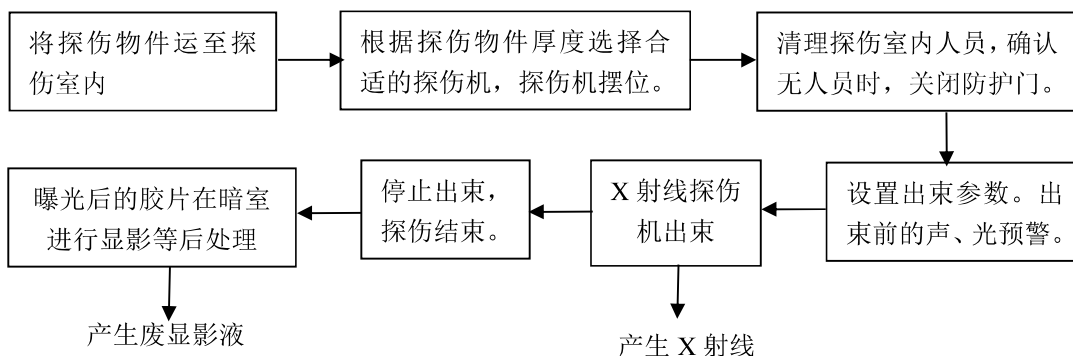 将探伤物件运至探
伤室内
根据探伤物件厚度选择合
适的探伤机，探伤机摆位。
清理探伤室内人员，确认
无人员时，关闭防护门。
设置出束参数。出
束前的声、光预警。
X 射线探伤
机出束
停止出束，
探伤结束。
曝光后的胶片在暗室
进行显影等后处理
产生废显影液
产生 X 射线